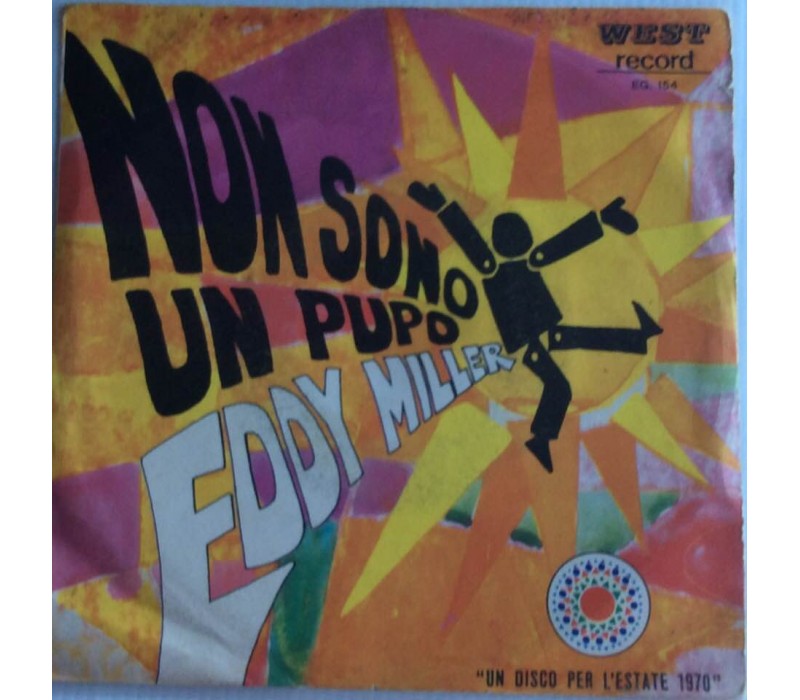 WEST
record
EG. 154
NON SONO
UN PUPO
EDDY MILLER
"UN DISCO PER L'ESTATE 1970"